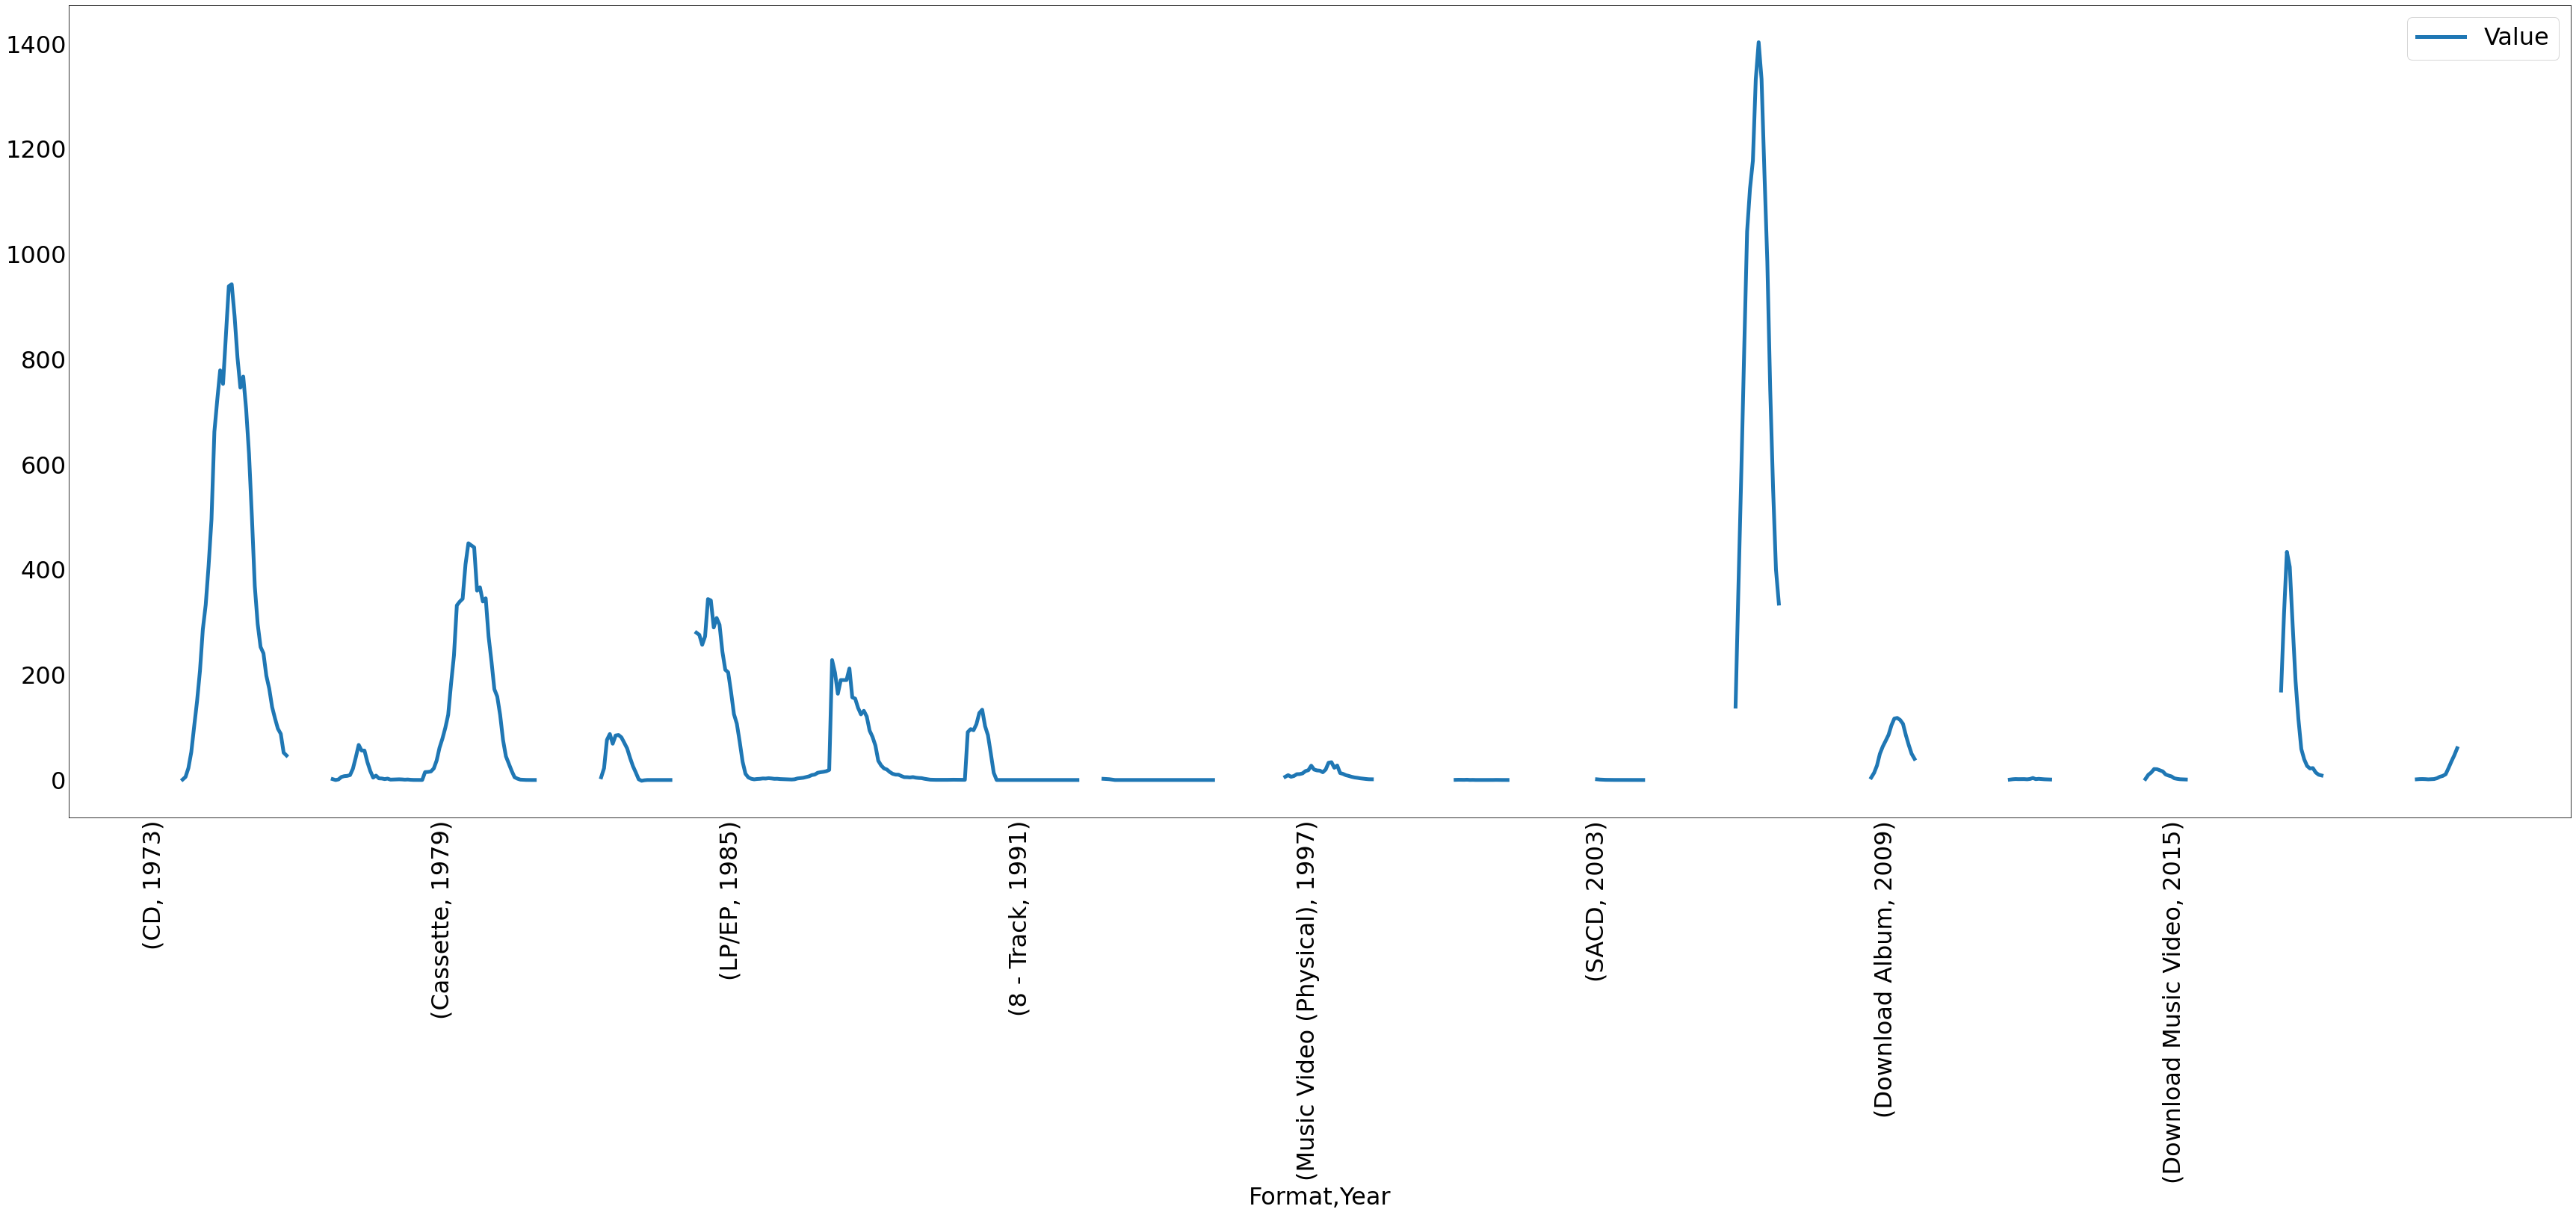 1400
1200
1000
800
600
400
200
0
Value
(CD, 1973)
(Cassette, 1979)
(LP/EP, 1985)
(8 - Track, 1991)
(Music Video (Physical), 1997)
(SACD, 2003)
(Download Album, 2009)
(Download Music Video, 2015)
Format,Year